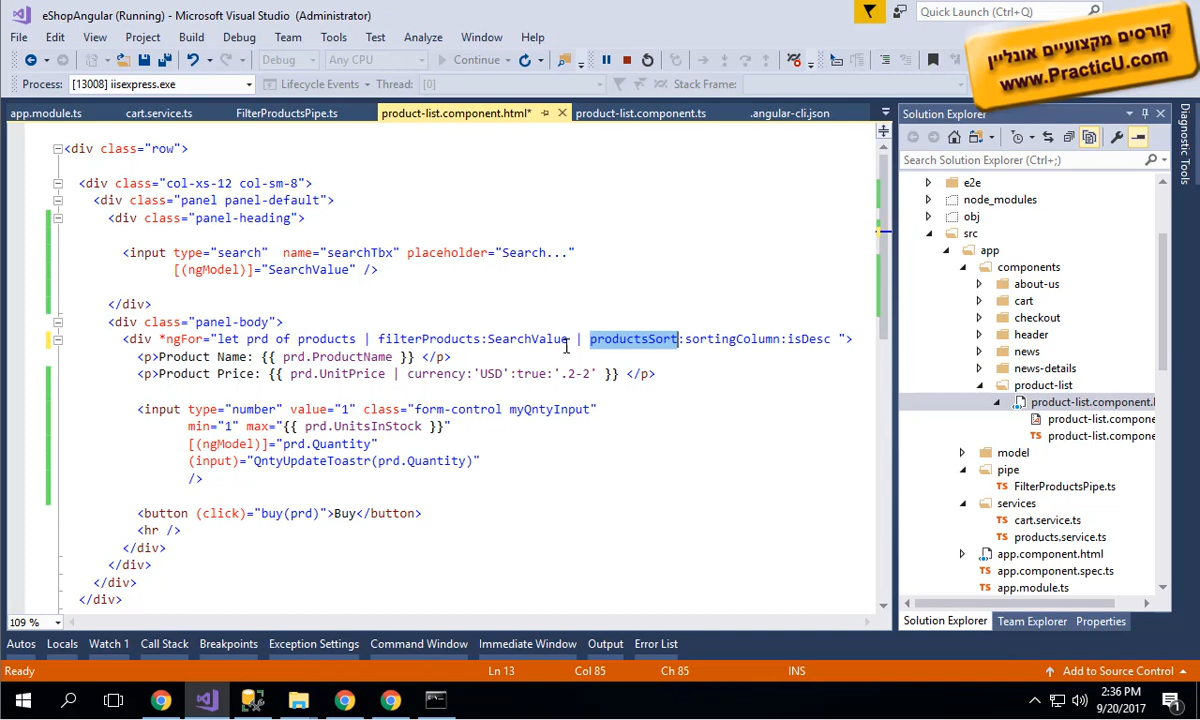 eShopAngular (Running) - Microsoft Visual Studio (Administrator)
Quick Launch (Ctrl+Q)
File Edit View Project Build Debug Team Tools Test Analyze Window Help
Debug Any CPU Continue
Process: [13008] iisexpress.exe Lifecycle Events Thread: [0] Stack Frame:
קורסים מקצועיים אונליין
www.PracticU.com
app.module.ts cart.service.ts FilterProductsPipe.ts product-list.component.html* product-list.component.ts .angular-cli.json
<div class="row">
<div class="col-xs-12 col-sm-8">
<div class="panel panel-default">
<div class="panel-heading">
<input type="search" name="searchTbx" placeholder="Search..."
[(ngModel)]="SearchValue" />
</div>
<div class="panel-body">
<div *ngFor="let prd of products | filterProducts:SearchValue | productsSort:sortingColumn:isDesc ">
<p>Product Name: {{ prd.ProductName }} </p>
<p>Product Price: {{ prd.UnitPrice | currency:'USD':true:'.2-2' }} </p>
<input type="number" value="1" class="form-control myQntyInput"
min="1" max="{{ prd.UnitsInStock }}"
[(ngModel)]="prd.Quantity"
(input)="QntyUpdateToastr(prd.Quantity)"
/>
<button (click)="buy(prd)">Buy</button>
<hr />
</div>
</div>
</div>
</div>
109 %
Solution Explorer
Search Solution Explorer (Ctrl+;)
e2e
node_modules
obj
src
app
components
about-us
cart
checkout
header
news
news-details
product-list
product-list.component.h
product-list.compone
TS product-list.compone
model
pipe
TS FilterProductsPipe.ts
services
TS cart.service.ts
TS products.service.ts
app.component.html
TS app.component.spec.ts
TS app.module.ts
Solution Explorer Team Explorer Properties
Diagnostic Tools
Autos Locals Watch 1 Call Stack Breakpoints Exception Settings Command Window Immediate Window Output Error List
Ready Ln 13 Col 85 Ch 85 INS Add to Source Control
2:36 PM
9/20/2017
1